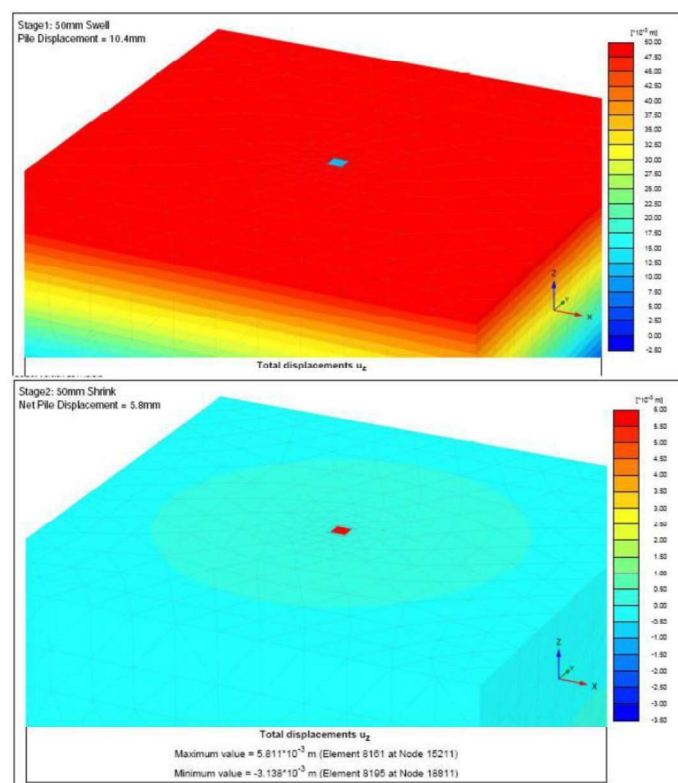 Stage1: 50mm Swell
Pile Displacement = 10.4mm
[*10⁻³ m]
50.00
47.50
45.00
42.50
40.00
37.50
35.00
32.50
30.00
27.50
25.00
22.50
20.00
17.50
15.00
12.50
10.00
7.50
5.00
2.50
0.00
-2.50
Z
Y
X
Total displacements u_z
Stage2: 50mm Shrink
Net Pile Displacement = 5.8mm
[*10⁻³ m]
6.00
5.50
5.00
4.50
4.00
3.50
3.00
2.50
2.00
1.50
1.00
0.50
0.00
-0.50
-1.00
-1.50
-2.00
-2.50
-3.00
-3.50
Z
Y
X
Total displacements u_z
Maximum value = 5.811*10⁻³ m (Element 8161 at Node 15211)
Minimum value = -3.138*10⁻³ m (Element 8195 at Node 18811)